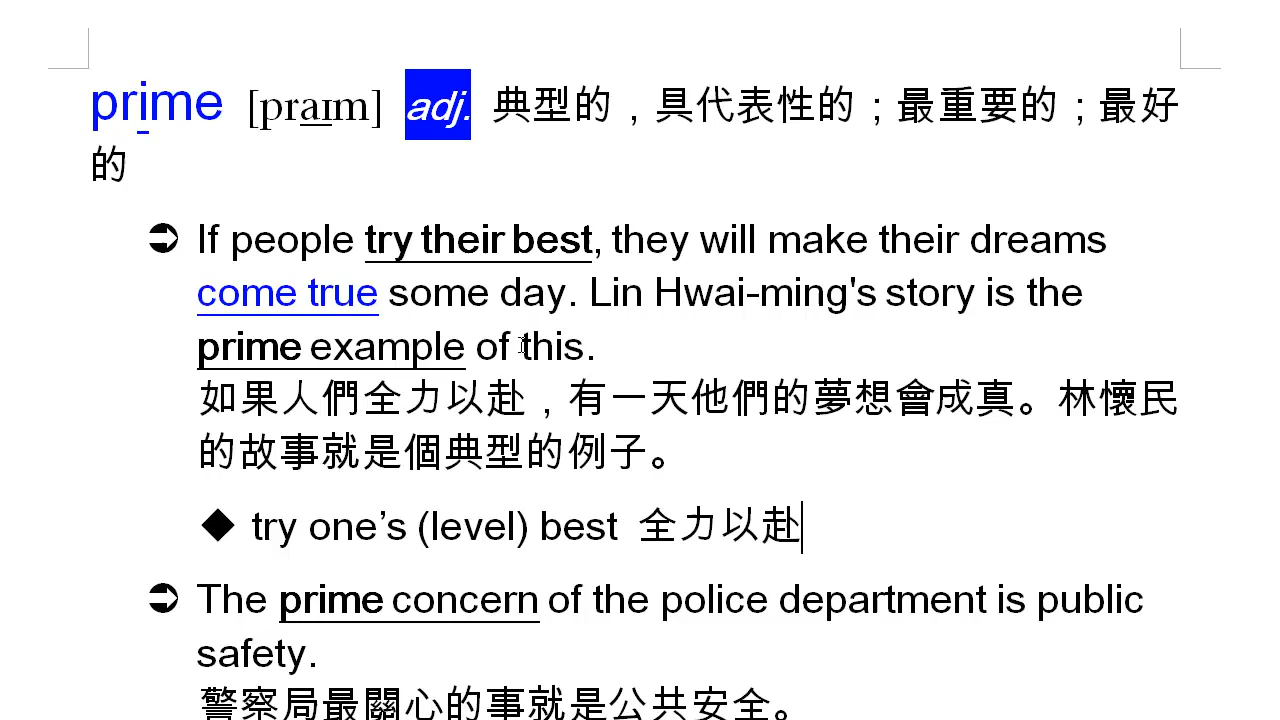 prime [praɪm] adj. 典型的，具代表性的；最重要的；最好
的
➲ If people try their best, they will make their dreams
come true some day. Lin Hwai-ming's story is the
prime example of this.
如果人們全力以赴，有一天他們的夢想會成真。林懷民
的故事就是個典型的例子。
◆ try one’s (level) best 全力以赴
➲ The prime concern of the police department is public
safety.
警察局最關心的事就是公共安全。